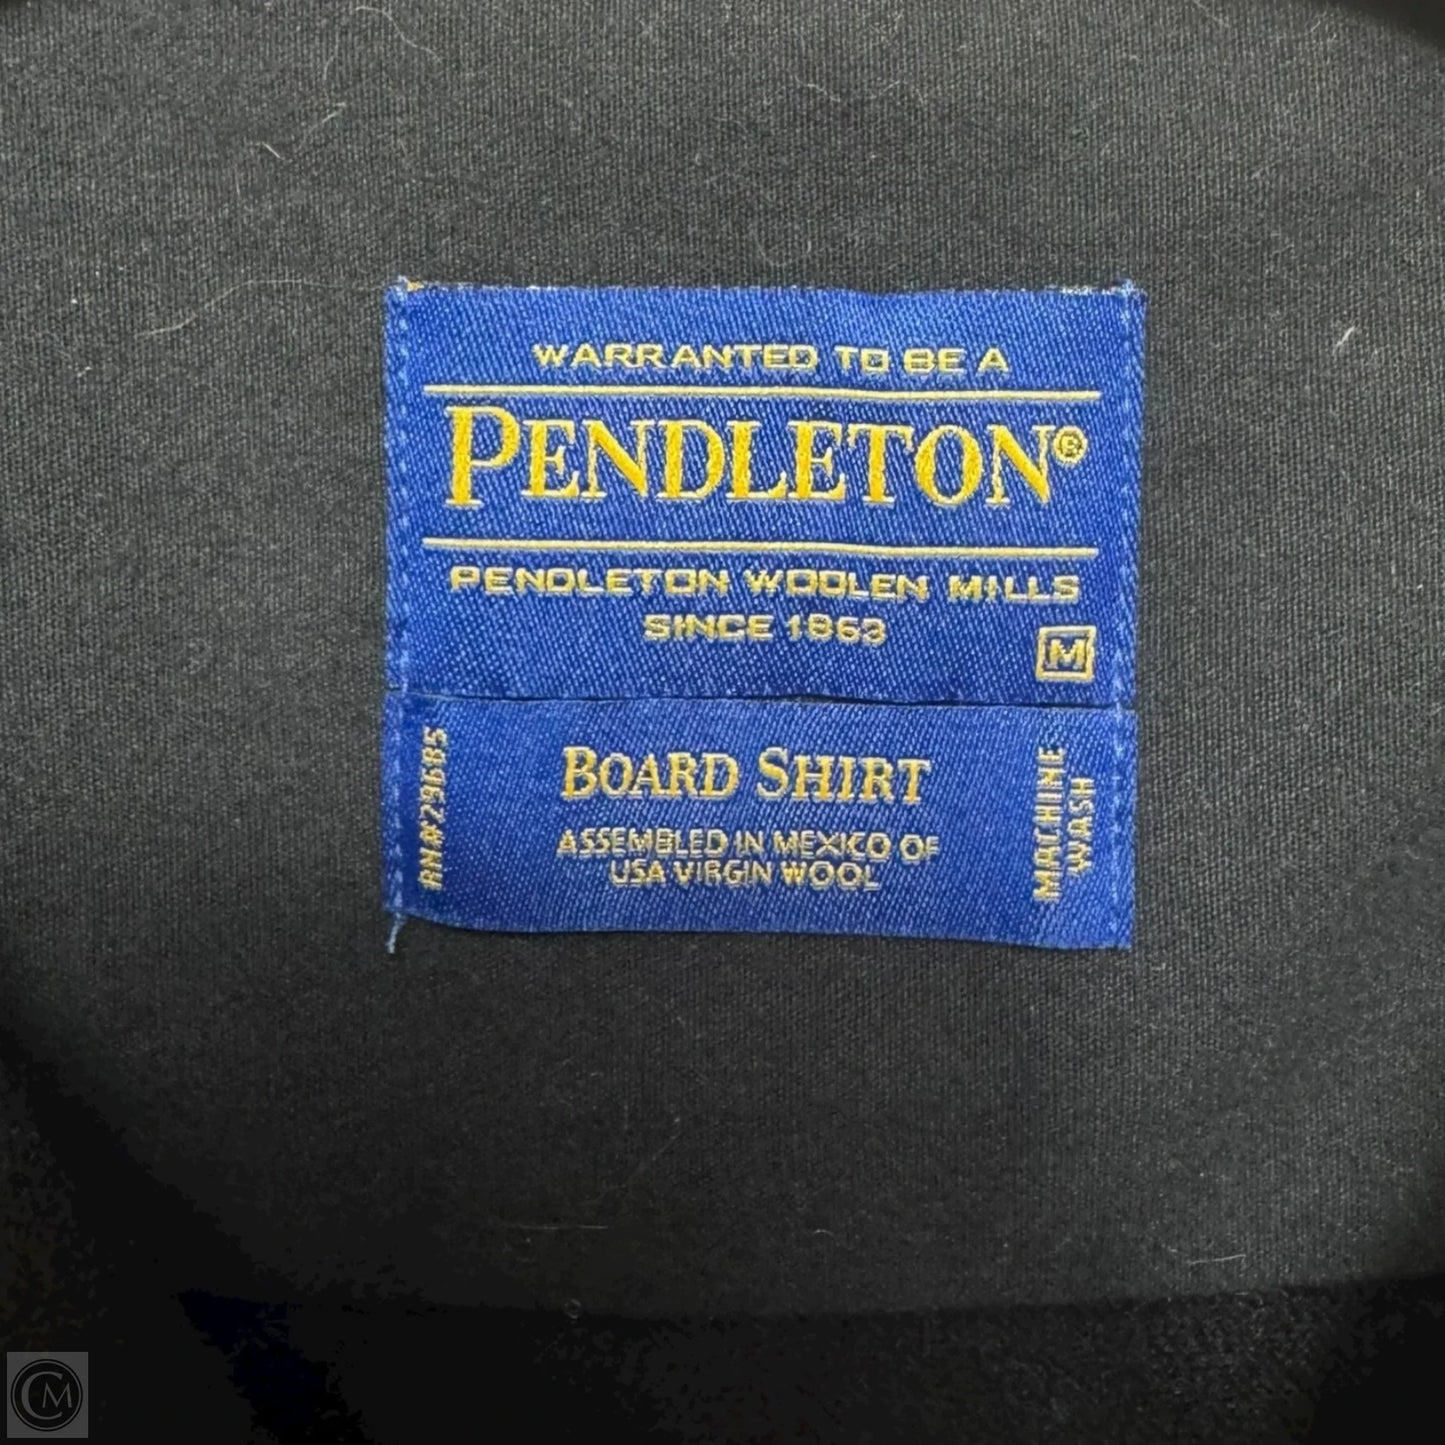 WARRANTED TO BE A
PENDLETON®
PENDLETON WOOLEN MILLS
SINCE 1863
M
RN#29685
BOARD SHIRT
ASSEMBLED IN MEXICO OF
USA VIRGIN WOOL
MACHINE
WASH
CM